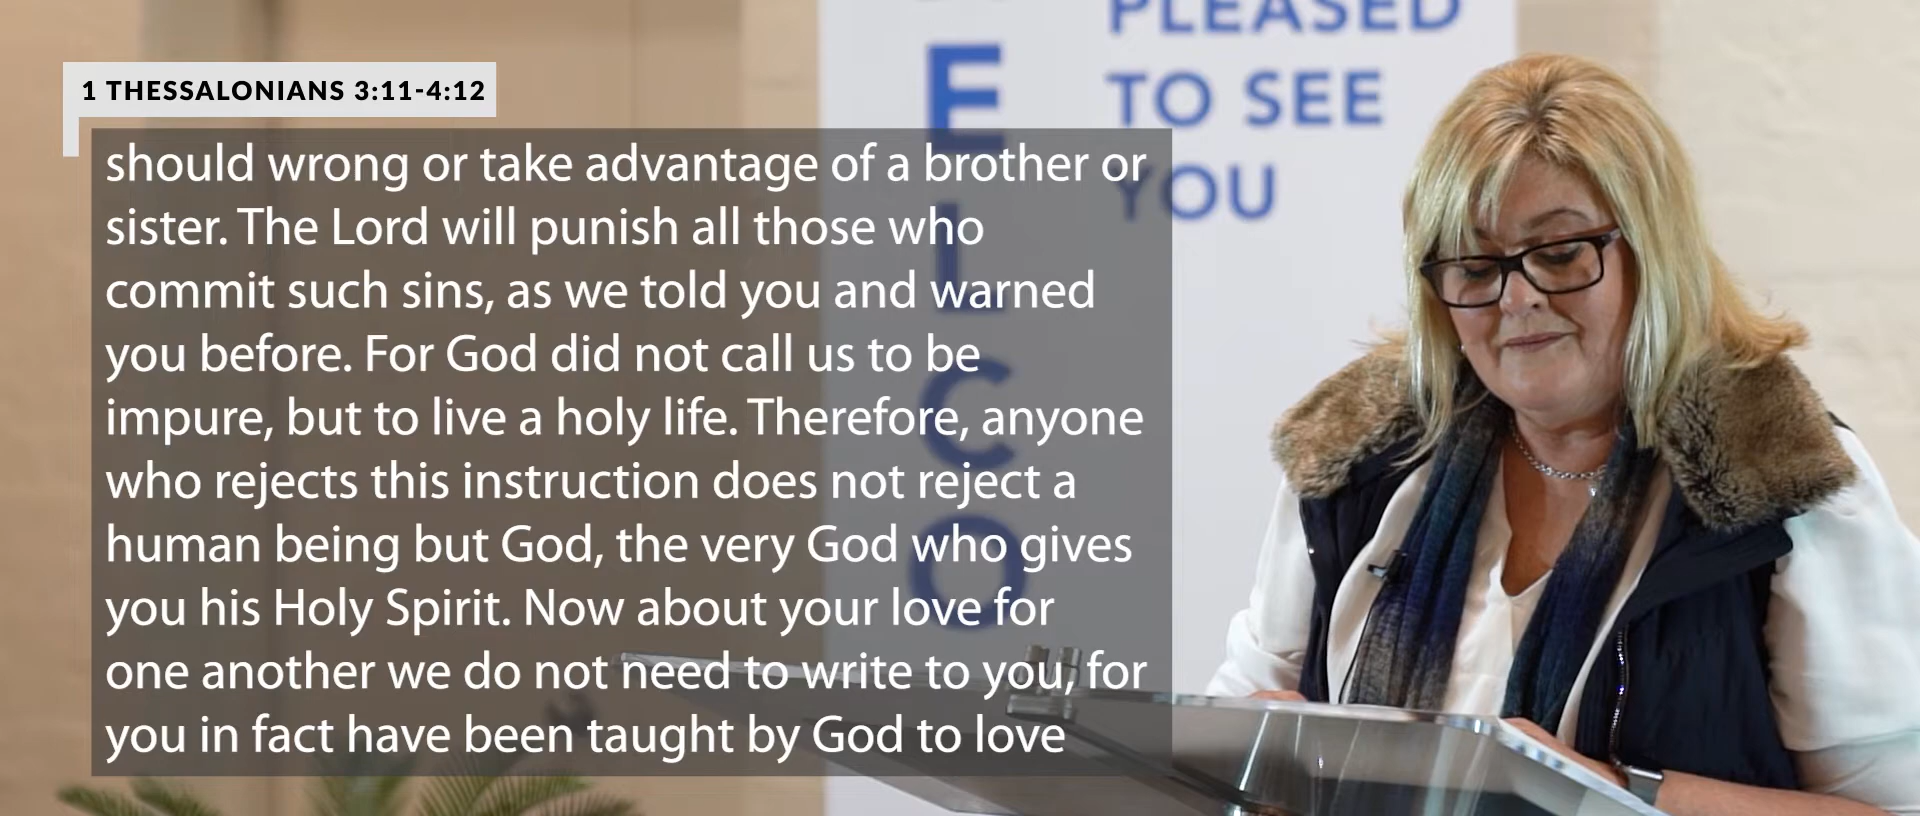 1 THESSALONIANS 3:11-4:12
should wrong or take advantage of a brother or
sister. The Lord will punish all those who
commit such sins, as we told you and warned
you before. For God did not call us to be
impure, but to live a holy life. Therefore, anyone
who rejects this instruction does not reject a
human being but God, the very God who gives
you his Holy Spirit. Now about your love for
one another we do not need to write to you, for
you in fact have been taught by God to love
PLEASED
TO SEE
YOU
E
L
C
O